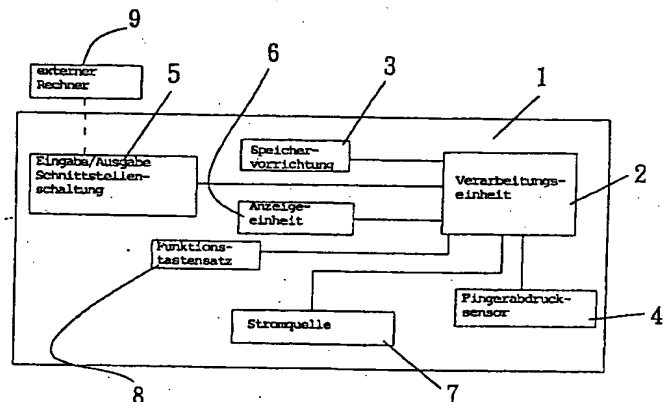 9
externer
Rechner
5
6
3
1
Eingabe/Ausgabe
Schnittstellen-
schaltung
Speicher-
vorrichtung
Verarbeitungs-
einheit
2
Anzeige-
einheit
Funktions-
tastensatz
Fingerabdruck-
sensor
4
Stromquelle
8
7